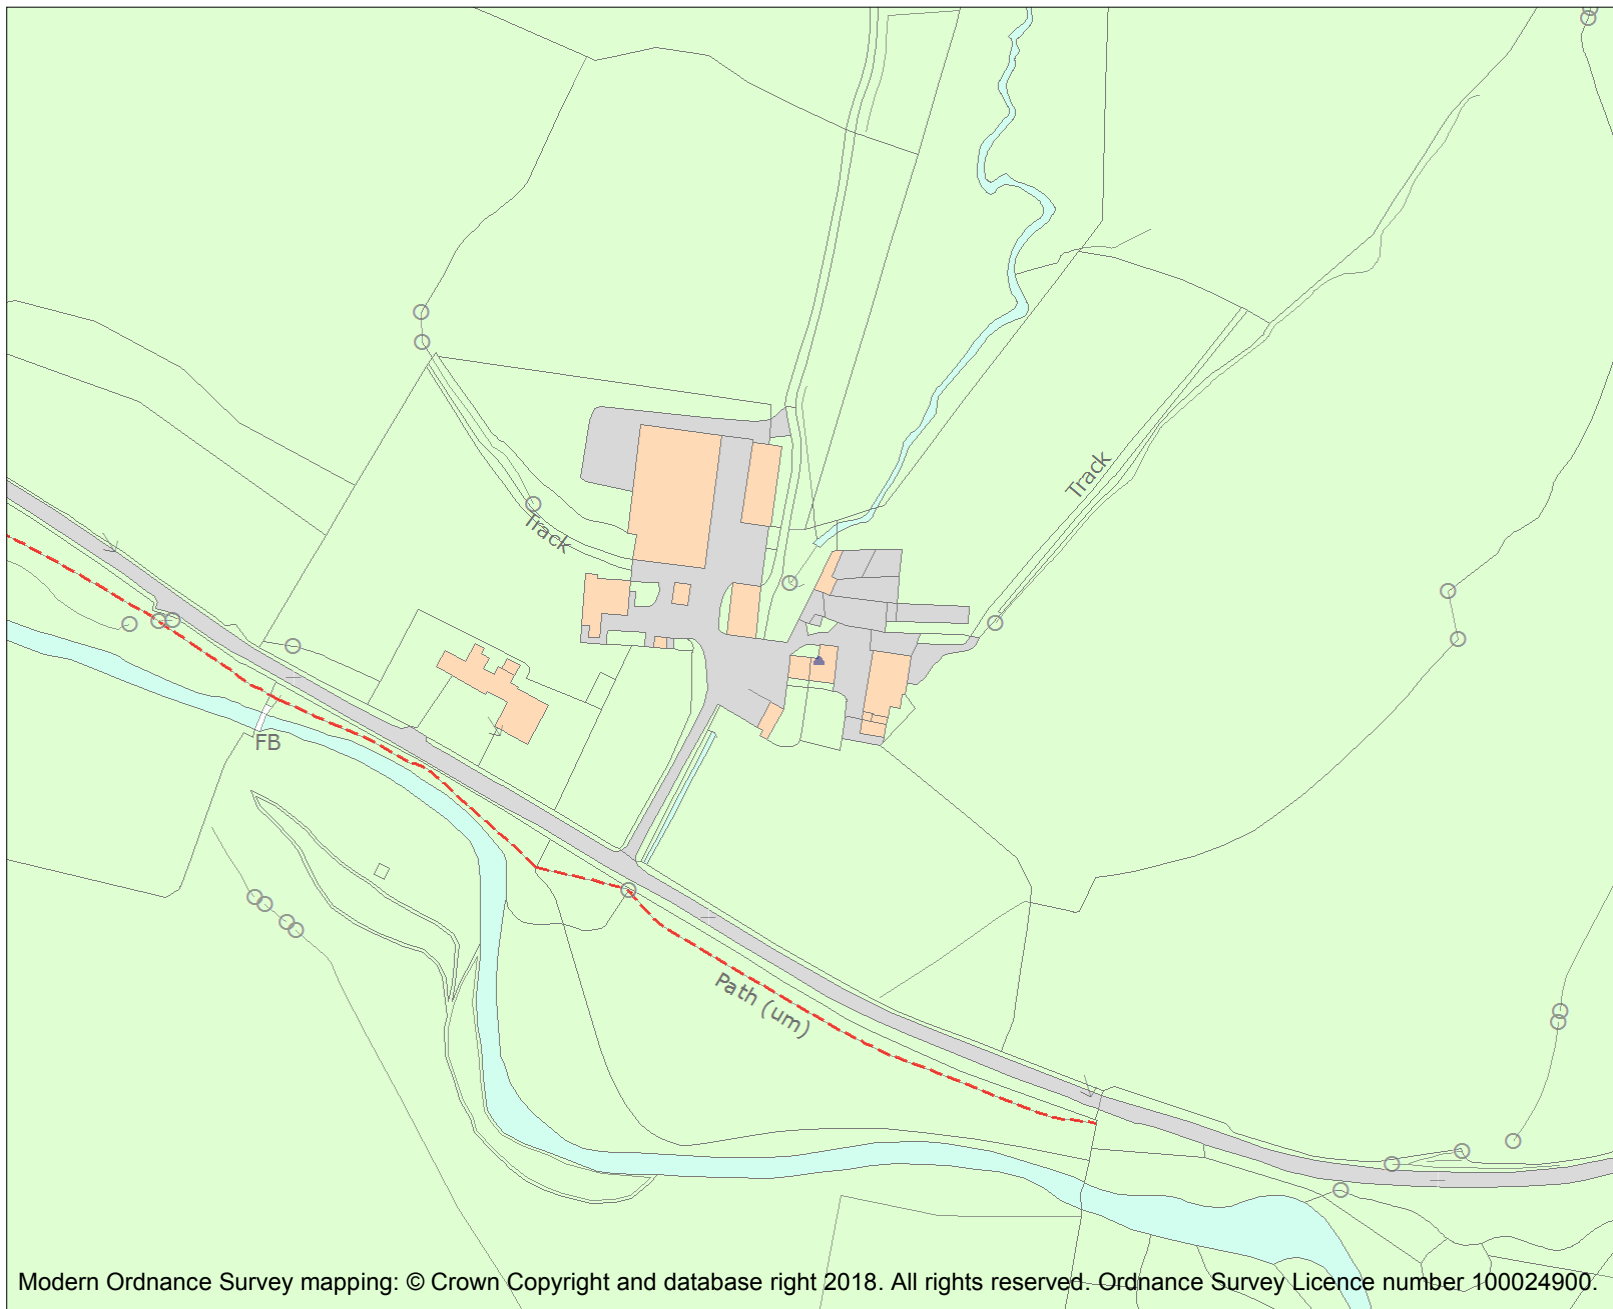 Track
Track
FB
Path (um)
Modern Ordnance Survey mapping: © Crown Copyright and database right 2018. All rights reserved. Ordnance Survey Licence number 100024900.